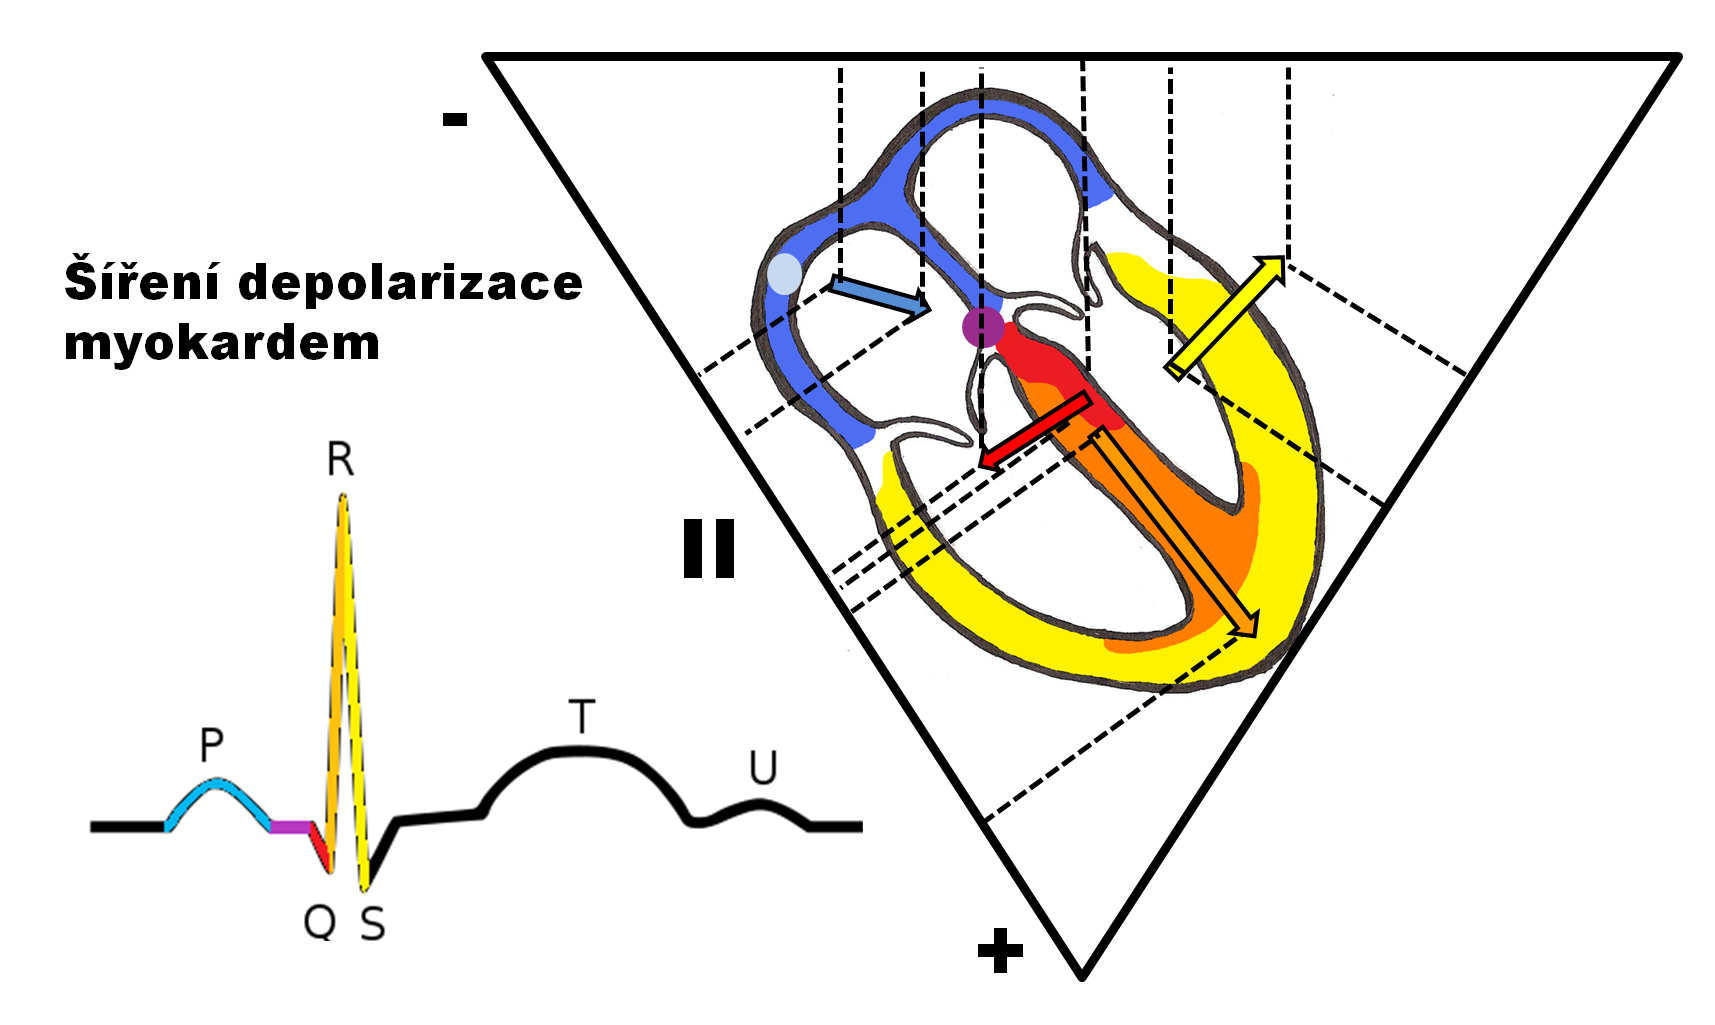 -
Šíření depolarizace
myokardem
II
R
P
T
U
Q S
+